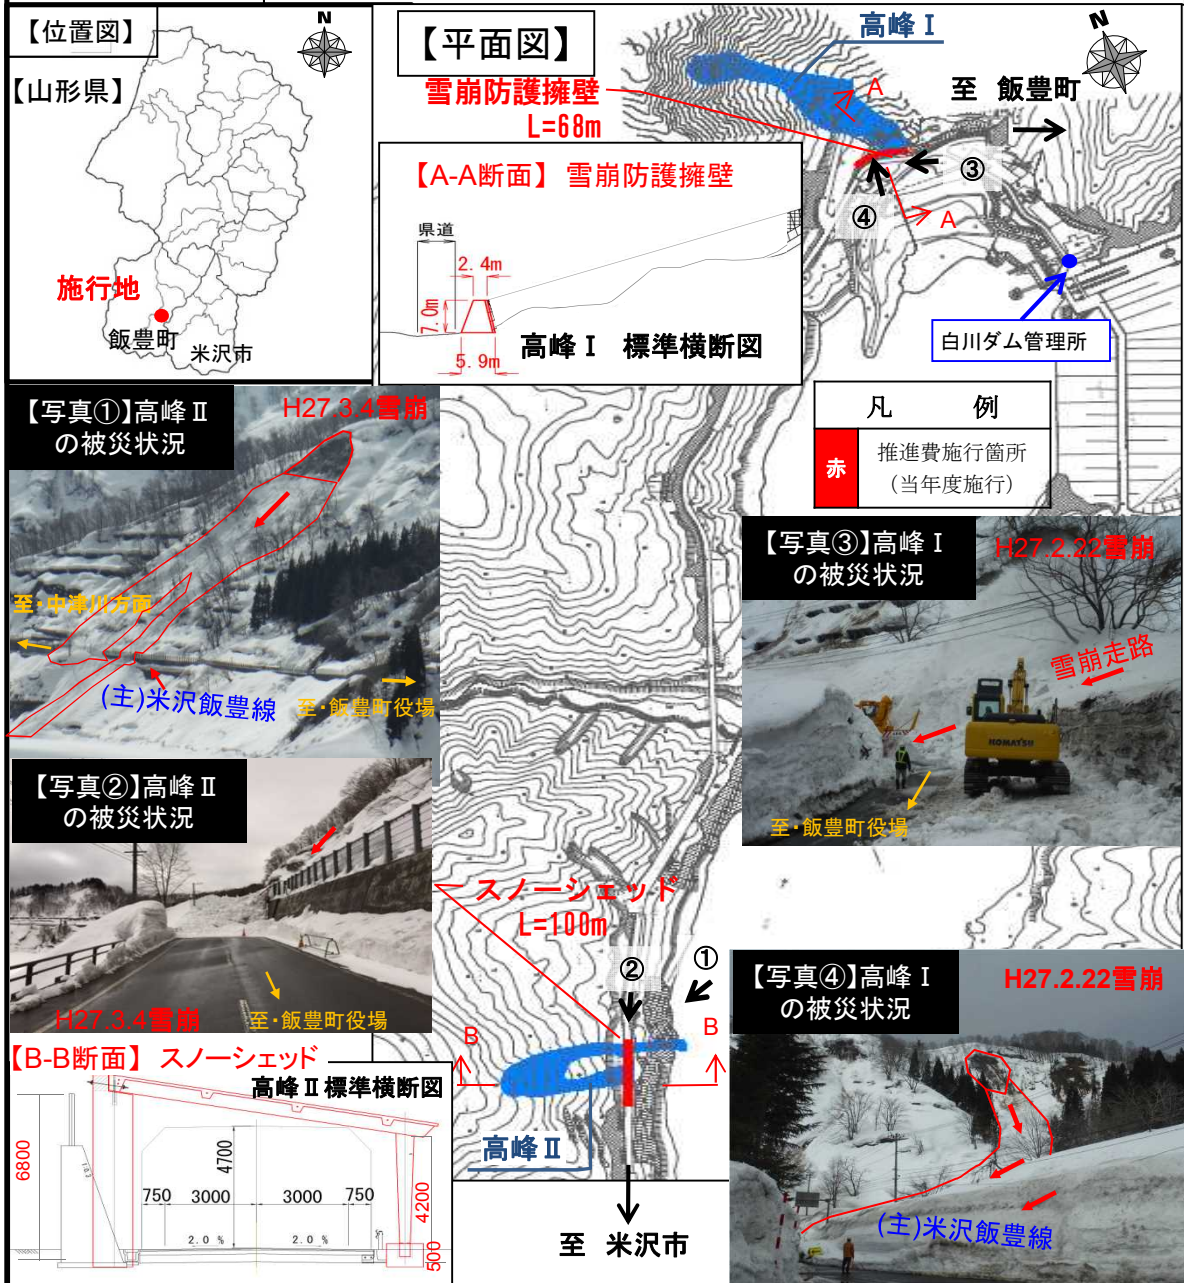 【位置図】
N
【山形県】
施行地
飯豊町
米沢市
【平面図】
高峰Ⅰ
N
雪崩防護擁壁
L=68m
A
至 飯豊町
③
④
A
白川ダム管理所
【A-A断面】 雪崩防護擁壁
県道
2.4m
7.0m
5.9m
高峰Ⅰ 標準横断図
凡 例
赤
推進費施行箇所
(当年度施行)
【写真①】高峰Ⅱ
の被災状況
H27.3.4雪崩
至・中津川方面
(主)米沢飯豊線
至・飯豊町役場
【写真③】高峰Ⅰ
の被災状況
H27.2.22雪崩
雪崩走路
KOMATSU
至・飯豊町役場
【写真②】高峰Ⅱ
の被災状況
H27.3.4雪崩
至・飯豊町役場
スノーシェッド
L=100m
②
①
B
B
高峰Ⅱ
至 米沢市
【写真④】高峰Ⅰ
の被災状況
H27.2.22雪崩
(主)米沢飯豊線
【B-B断面】 スノーシェッド
高峰Ⅱ標準横断図
6800
4700
750
3000
3000
750
4200
2.0 %
2.0 %
500